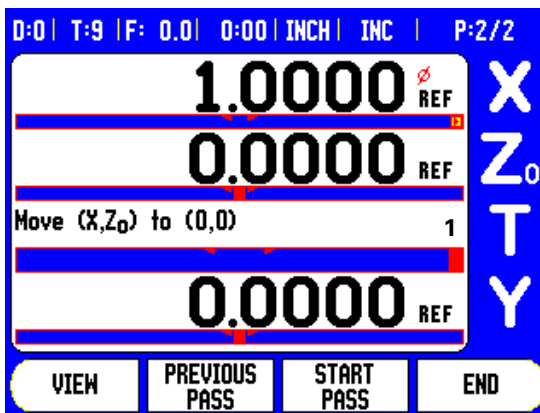 D:0 | T:9 | F: 0.0 | 0:00 | INCH | INC | P:2/2
1.0000 Ø REF X
0.0000 REF Z0
Move (X,Z0) to (0,0) 1 T
0.0000 REF Y
VIEW PREVIOUS PASS START PASS END